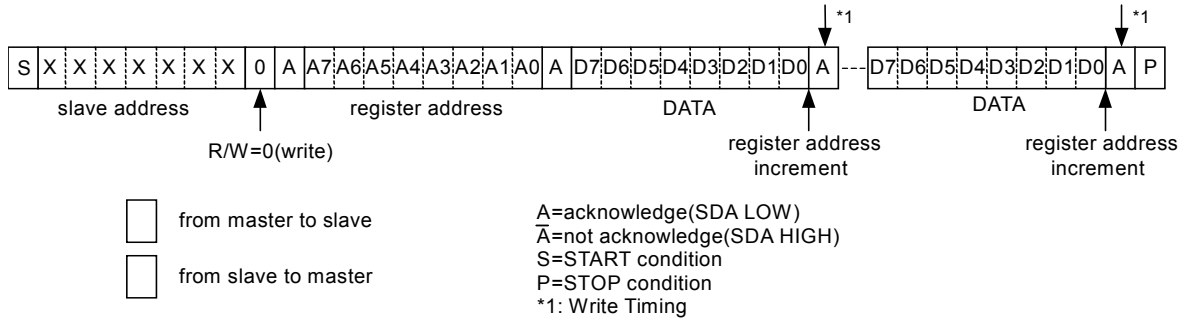 *1 *1
S X X X X X X X 0 A A7 A6 A5 A4 A3 A2 A1 A0 A D7 D6 D5 D4 D3 D2 D1 D0 A D7 D6 D5 D4 D3 D2 D1 D0 A P
slave address register address DATA DATA
R/W=0(write)
register address
increment
register address
increment
from master to slave
from slave to master
A=acknowledge(SDA LOW)
A̅=not acknowledge(SDA HIGH)
S=START condition
P=STOP condition
*1: Write Timing